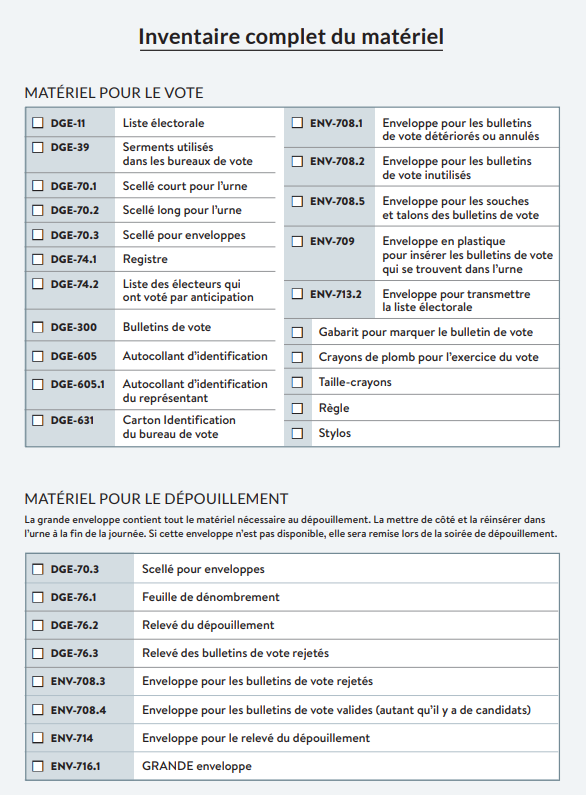 Inventaire complet du matériel
MATÉRIEL POUR LE VOTE
DGE-11 Liste électorale
DGE-39 Serments utilisés
dans les bureaux de vote
DGE-70.1 Scellé court pour l'urne
DGE-70.2 Scellé long pour l'urne
DGE-70.3 Scellé pour enveloppes
DGE-74.1 Registre
DGE-74.2 Liste des électeurs qui
ont voté par anticipation
DGE-300 Bulletins de vote
DGE-605 Autocollant d'identification
DGE-605.1 Autocollant d'identification
du représentant
DGE-631 Carton Identification
du bureau de vote
ENV-708.1 Enveloppe pour les bulletins
de vote détériorés ou annulés
ENV-708.2 Enveloppe pour les bulletins
de vote inutilisés
ENV-708.5 Enveloppe pour les souches
et talons des bulletins de vote
ENV-709 Enveloppe en plastique
pour insérer les bulletins de vote
qui se trouvent dans l'urne
ENV-713.2 Enveloppe pour transmettre
la liste électorale
Gabarit pour marquer le bulletin de vote
Crayons de plomb pour l'exercice du vote
Taille-crayons
Règle
Stylos
MATÉRIEL POUR LE DÉPOUILLEMENT
La grande enveloppe contient tout le matériel nécessaire au dépouillement. La mettre de côté et la réinsérer dans
l'urne à la fin de la journée. Si cette enveloppe n'est pas disponible, elle sera remise lors de la soirée de dépouillement.
DGE-70.3 Scellé pour enveloppes
DGE-76.1 Feuille de dénombrement
DGE-76.2 Relevé du dépouillement
DGE-76.3 Relevé des bulletins de vote rejetés
ENV-708.3 Enveloppe pour les bulletins de vote rejetés
ENV-708.4 Enveloppe pour les bulletins de vote valides (autant qu'il y a de candidats)
ENV-714 Enveloppe pour le relevé du dépouillement
ENV-716.1 GRANDE enveloppe